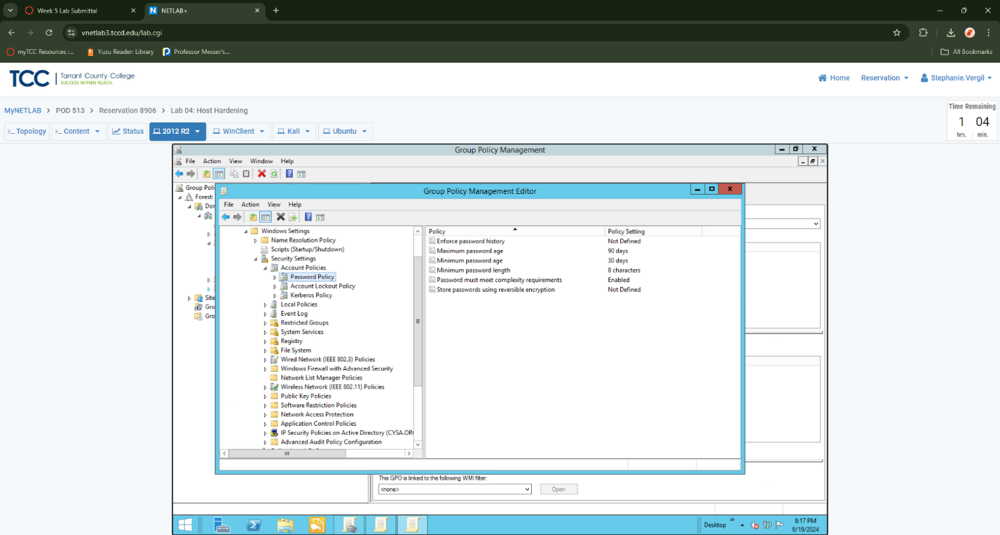 Week 5 Lab Submittal
NETLAB+
vnetlab3.tccd.edu/lab.cgi
myTCC Resources :...
Yuzu Reader: Library
Professor Messer's...
All Bookmarks
TCC
Tarrant County College
SUCCESS WITHIN REACH.
Home
Reservation
Stephanie.Vergil
MyNETLAB > POD 513 > Reservation 8906 > Lab 04: Host Hardening
Time Remaining
1 04
hrs. min.
>_ Topology
>_ Content
Status
2012 R2
WinClient
Kali
Ubuntu
Group Policy Management
File Action View Window Help
Group Poli
Forest:
Dor
Site
Gro
Gro
Group Policy Management Editor
File Action View Help
Windows Settings
Name Resolution Policy
Scripts (Startup/Shutdown)
Security Settings
Account Policies
Password Policy
Account Lockout Policy
Kerberos Policy
Local Policies
Event Log
Restricted Groups
System Services
Registry
File System
Wired Network (IEEE 802.3) Policies
Windows Firewall with Advanced Security
Network List Manager Policies
Wireless Network (IEEE 802.11) Policies
Public Key Policies
Software Restriction Policies
Network Access Protection
Application Control Policies
IP Security Policies on Active Directory (CYSA.OR
Advanced Audit Policy Configuration
Policy Policy Setting
Enforce password history Not Defined
Maximum password age 90 days
Minimum password age 30 days
Minimum password length 8 characters
Password must meet complexity requirements Enabled
Store passwords using reversible encryption Not Defined
This GPO is linked to the following WMI filter:
<none>
Open
Desktop
8:17 PM
9/19/2024